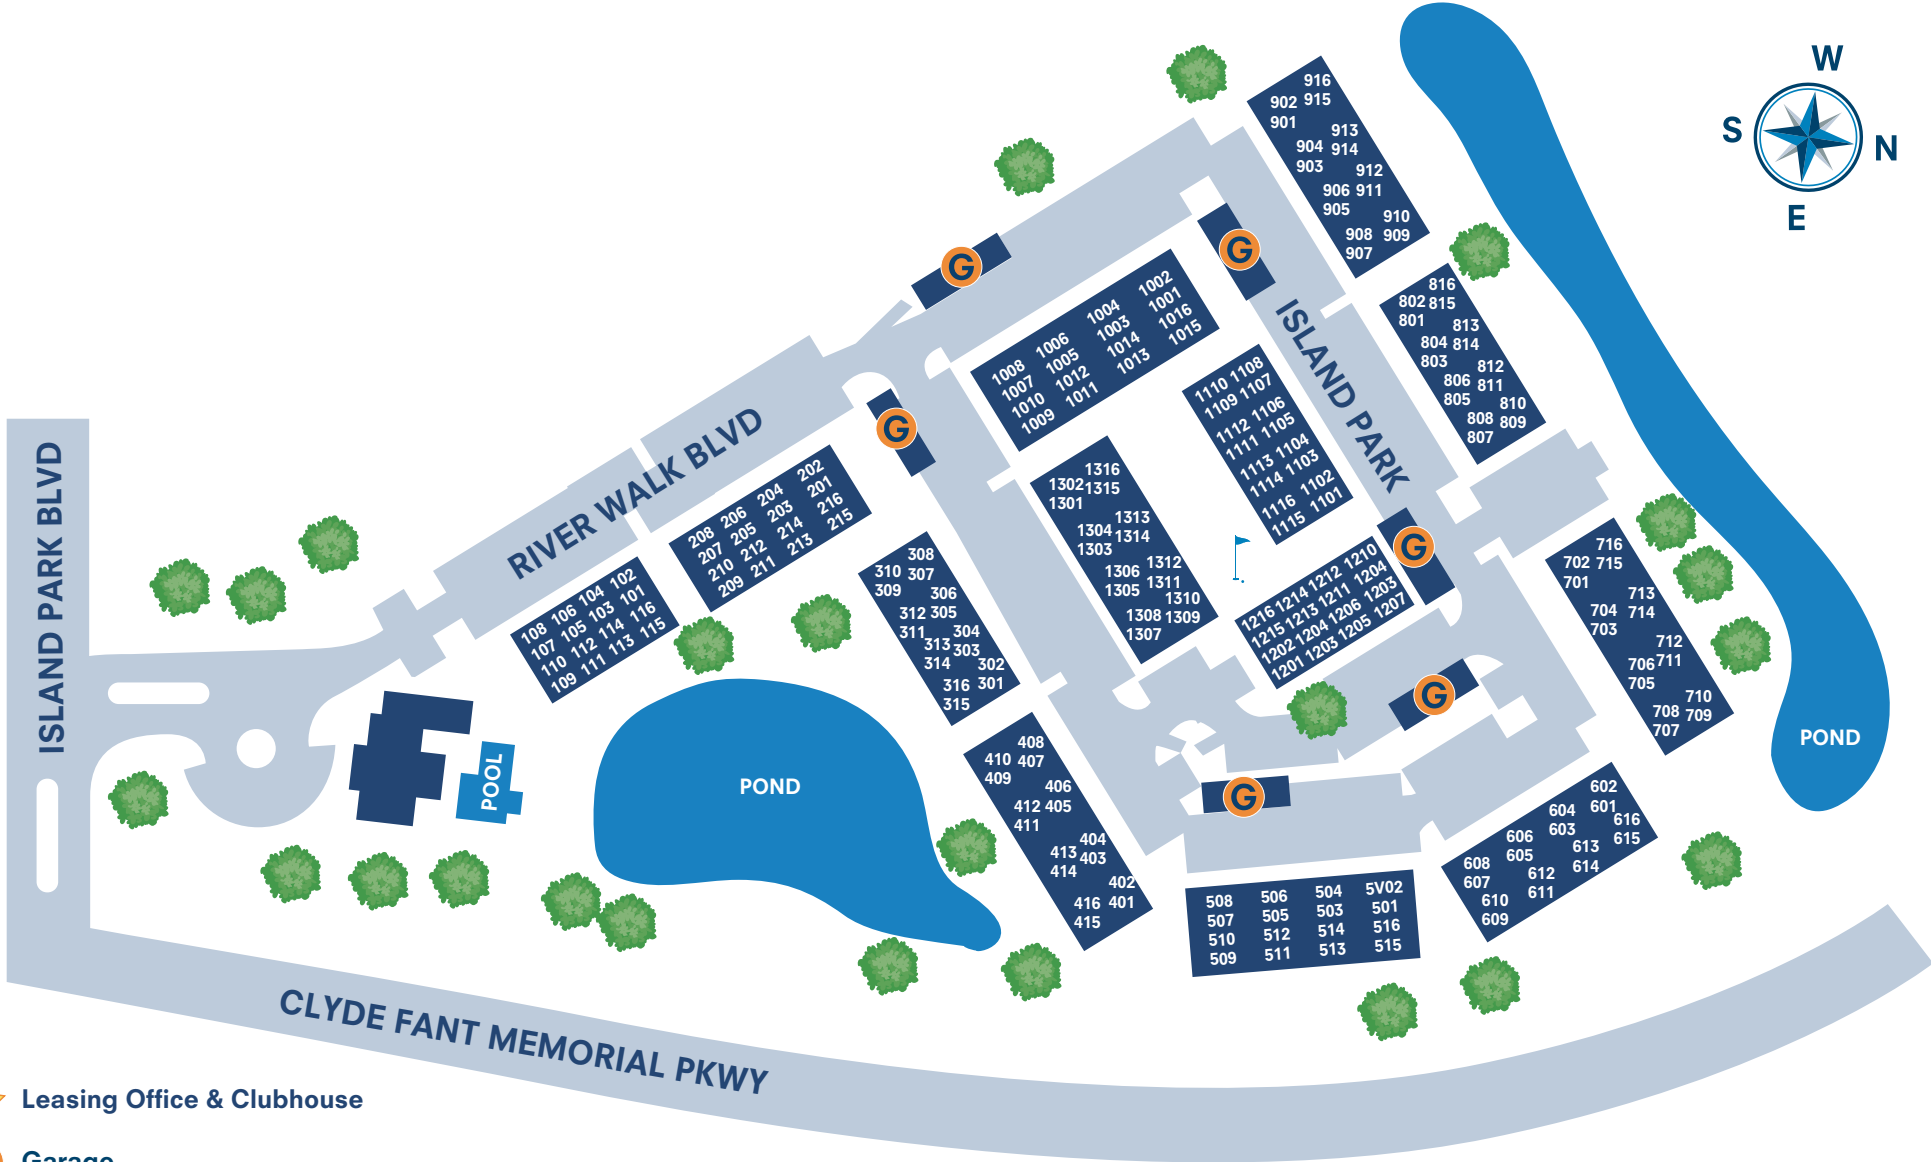 W
S
N
E
916
902 915
901
913
904 914
903
912
906 911
905
910
908 909
907
816
802 815
801
813
804 814
803
812
806 811
805
810
808 809
807
G
G
G
G
G
G
1008 1006 1004 1002
1007 1005 1003 1001
1010 1012 1014 1016
1009 1011 1013 1015
ISLAND PARK
1110 1108
1109 1107
1112 1106
1111 1105
1113 1104
1114 1103
1116 1102
1115 1101
1316
1302 1315
1301
1313
1304 1314
1303
1312
1306 1311
1305
1310
1308 1309
1307
1216 1214 1212 1210
1215 1213 1211 1204
1202 1204 1206 1203
1201 1203 1205 1207
RIVER WALK BLVD
208 206 204 202
207 205 203 201
210 212 214 216
209 211 213 215
108 106 104 102
107 105 103 101
110 112 114 116
109 111 113 115
308
310 307
309
306
312 305
311
304
313 303
314
302
316 301
315
408
410 407
409
406
412 405
411
404
413 403
414
402
416 401
415
716
702 715
701
713
704 714
703
712
706 711
705
710
708 709
707
602
601
604
603
616
615
606
605
613
614
608
607
612
611
610
609
508 506 504 5V02
507 505 503 501
510 512 514 516
509 511 513 515
ISLAND PARK BLVD
POOL
POND
POND
CLYDE FANT MEMORIAL PKWY
Leasing Office & Clubhouse
Garage